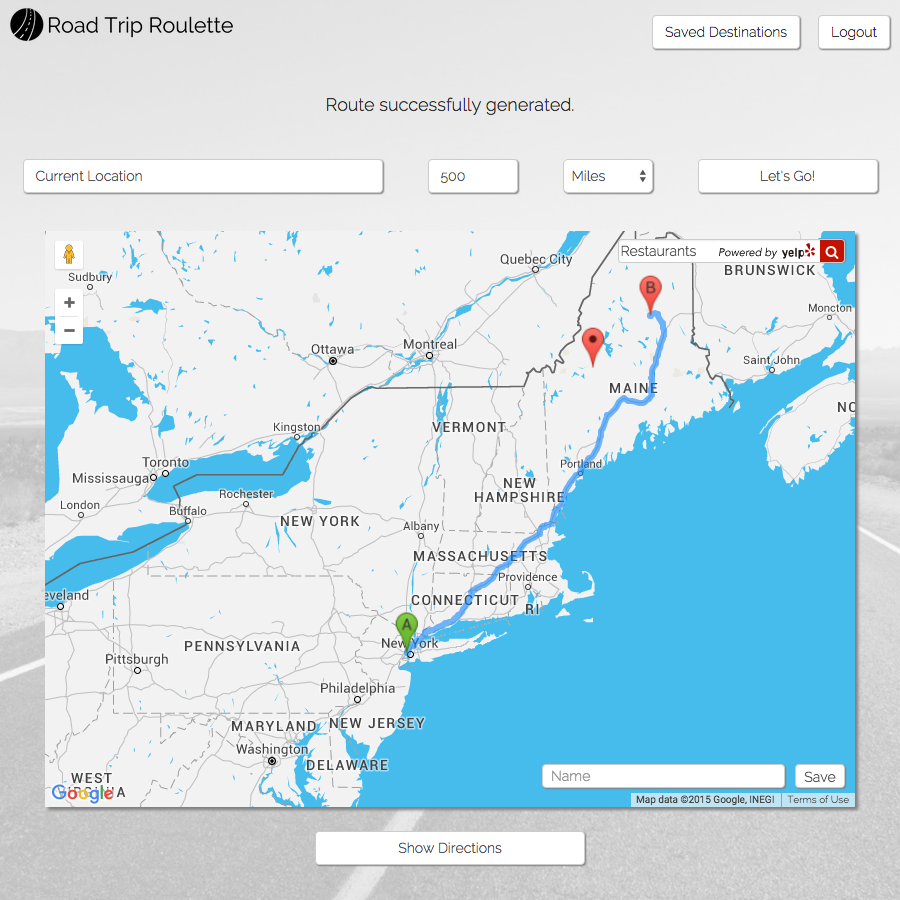 Road Trip Roulette
Saved Destinations
Logout
Route successfully generated.
Current Location
500
Miles
Let's Go!
Restaurants
Powered by yelp
Quebec City
BRUNSWICK
Sudbury
+
B
Moncton
−
Montreal
Ottawa
Saint John
MAINE
NO
Kingston
VERMONT
Toronto
Portland
Mississauga
NEW
HAMPSHIRE
Rochester
London
Buffalo
NEW YORK
Albany
MASSACHUSETTS
Providence
eveland
CONNECTICUT
RI
A
New York
PENNSYLVANIA
Pittsburgh
Philadelphia
MARYLAND
NEW JERSEY
Washington
DELAWARE
WEST
VIRGINIA
Google
Name
Save
Map data ©2015 Google, INEGI
Terms of Use
Show Directions